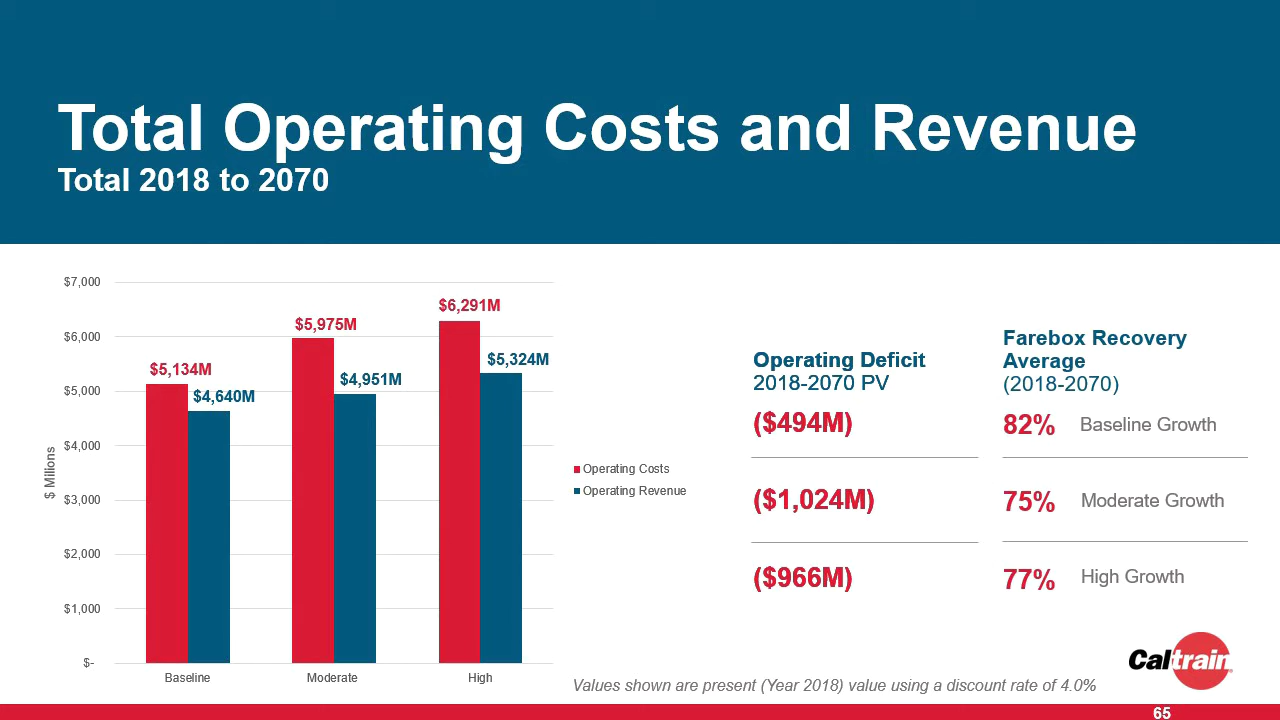 Total Operating Costs and Revenue
Total 2018 to 2070
$7,000
$6,000
$5,000
$4,000
$3,000
$2,000
$1,000
$-
$ Milions
$5,134M
$4,640M
$5,975M
$4,951M
$6,291M
$5,324M
Baseline
Moderate
High
Operating Costs
Operating Revenue
Operating Deficit
2018-2070 PV
($494M)
($1,024M)
($966M)
Farebox Recovery
Average
(2018-2070)
82% Baseline Growth
75% Moderate Growth
77% High Growth
Caltrain®
Values shown are present (Year 2018) value using a discount rate of 4.0%
65